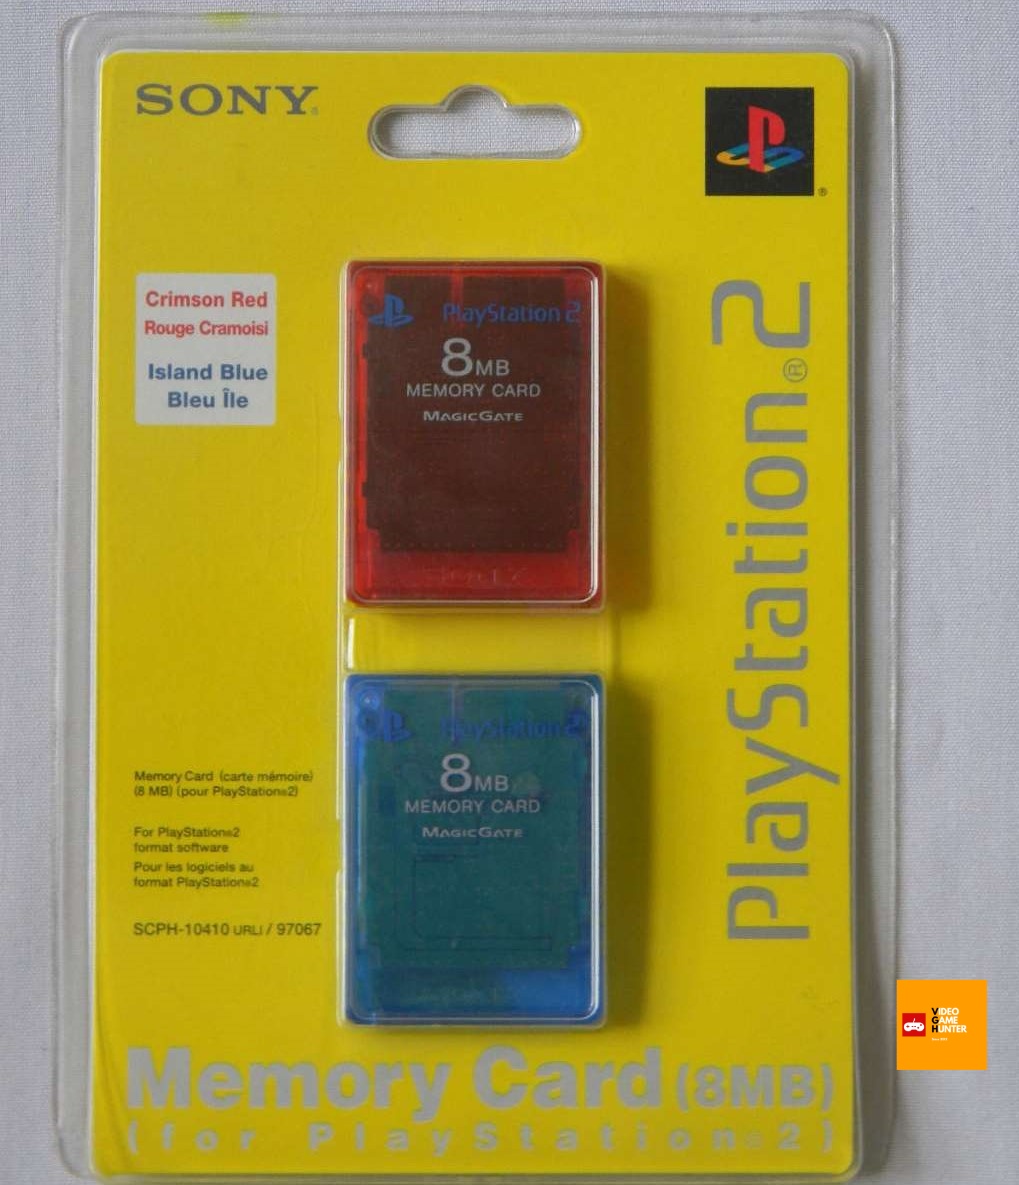 SONY®
Crimson Red
Rouge Cramoisi
Island Blue
Bleu Île
PlayStation 2
8MB
MEMORY CARD
MAGICGATE
PlayStation®2
PlayStation 2
8MB
MEMORY CARD
MAGICGATE
Memory Card (carte mémoire)
(8 MB) (pour PlayStation®2)
For PlayStation®2
format software
Pour les logiciels au
format PlayStation®2
SCPH-10410 URLI / 97067
VIDEO
GAME
HUNTER
Memory Card (8MB)
(for PlayStation®2)